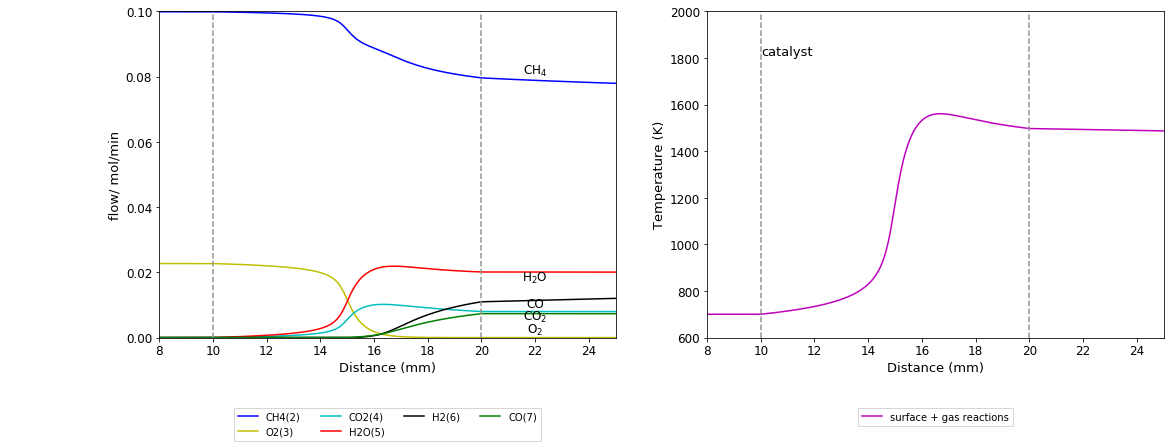 0.10
0.08
0.06
0.04
0.02
0.00
flow/ mol/min
CH₄
H₂O
CO
CO₂
O₂
8 10 12 14 16 18 20 22 24
Distance (mm)
CH4(2) CO2(4) H2(6) CO(7)
O2(3) H2O(5)
2000
1800
1600
1400
1200
1000
800
600
Temperature (K)
catalyst
8 10 12 14 16 18 20 22 24
Distance (mm)
surface + gas reactions